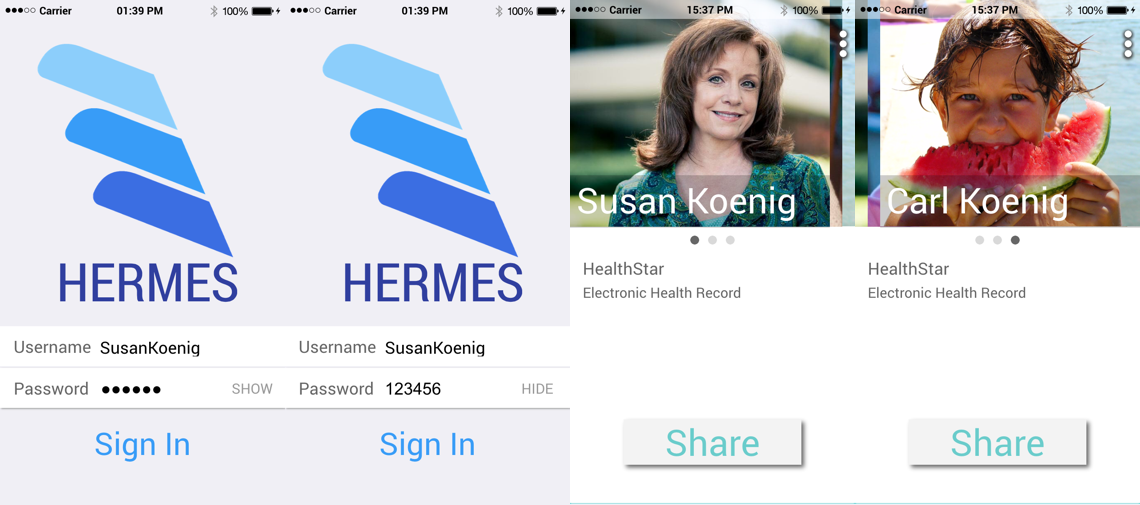 Carrier 01:39 PM 100%
HERMES
Username SusanKoenig
Password ●●●●●● SHOW
Sign In
Carrier 01:39 PM 100%
HERMES
Username SusanKoenig
Password 123456 HIDE
Sign In
Carrier 15:37 PM 100%
Susan Koenig
HealthStar
Electronic Health Record
Share
Carrier 15:37 PM 100%
Carl Koenig
HealthStar
Electronic Health Record
Share